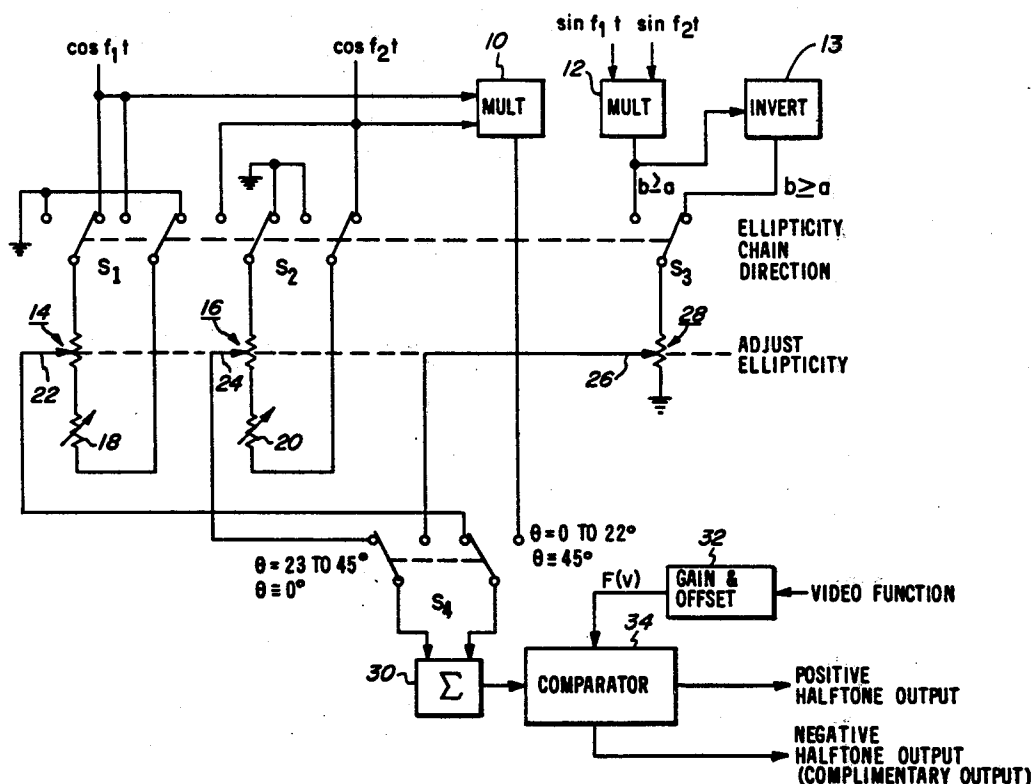 cos f1 t
cos f2 t
10
MULT
sin f1 t
sin f2t
12
MULT
13
INVERT
b≥a
b≥a
ELLIPTICITY
CHAIN
DIRECTION
S1
S2
S3
14
16
28
22
24
26
ADJUST
ELLIPTICITY
18
20
θ = 0 TO 22°
θ ≅ 45°
θ = 23 TO 45°
θ ≅ 0°
S4
F(v)
32
GAIN &
OFFSET
VIDEO FUNCTION
30
Σ
34
COMPARATOR
POSITIVE
HALFTONE OUTPUT
NEGATIVE
HALFTONE OUTPUT
(COMPLIMENTARY OUTPUT)